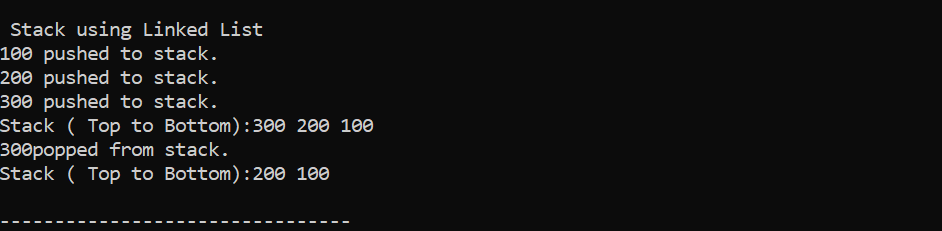 Stack using Linked List
100 pushed to stack.
200 pushed to stack.
300 pushed to stack.
Stack ( Top to Bottom):300 200 100
300popped from stack.
Stack ( Top to Bottom):200 100
--------------------------------